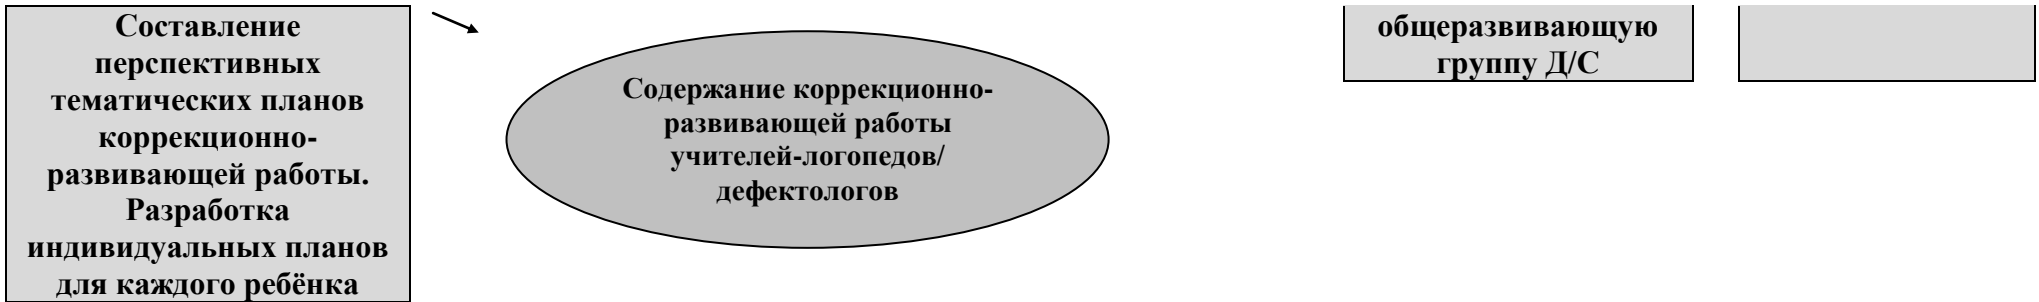 Составление
перспективных
тематических планов
коррекционно-
развивающей работы.
Разработка
индивидуальных планов
для каждого ребёнка
Содержание коррекционно-
развивающей работы
учителей-логопедов/
дефектологов
общеразвивающую
группу Д/С